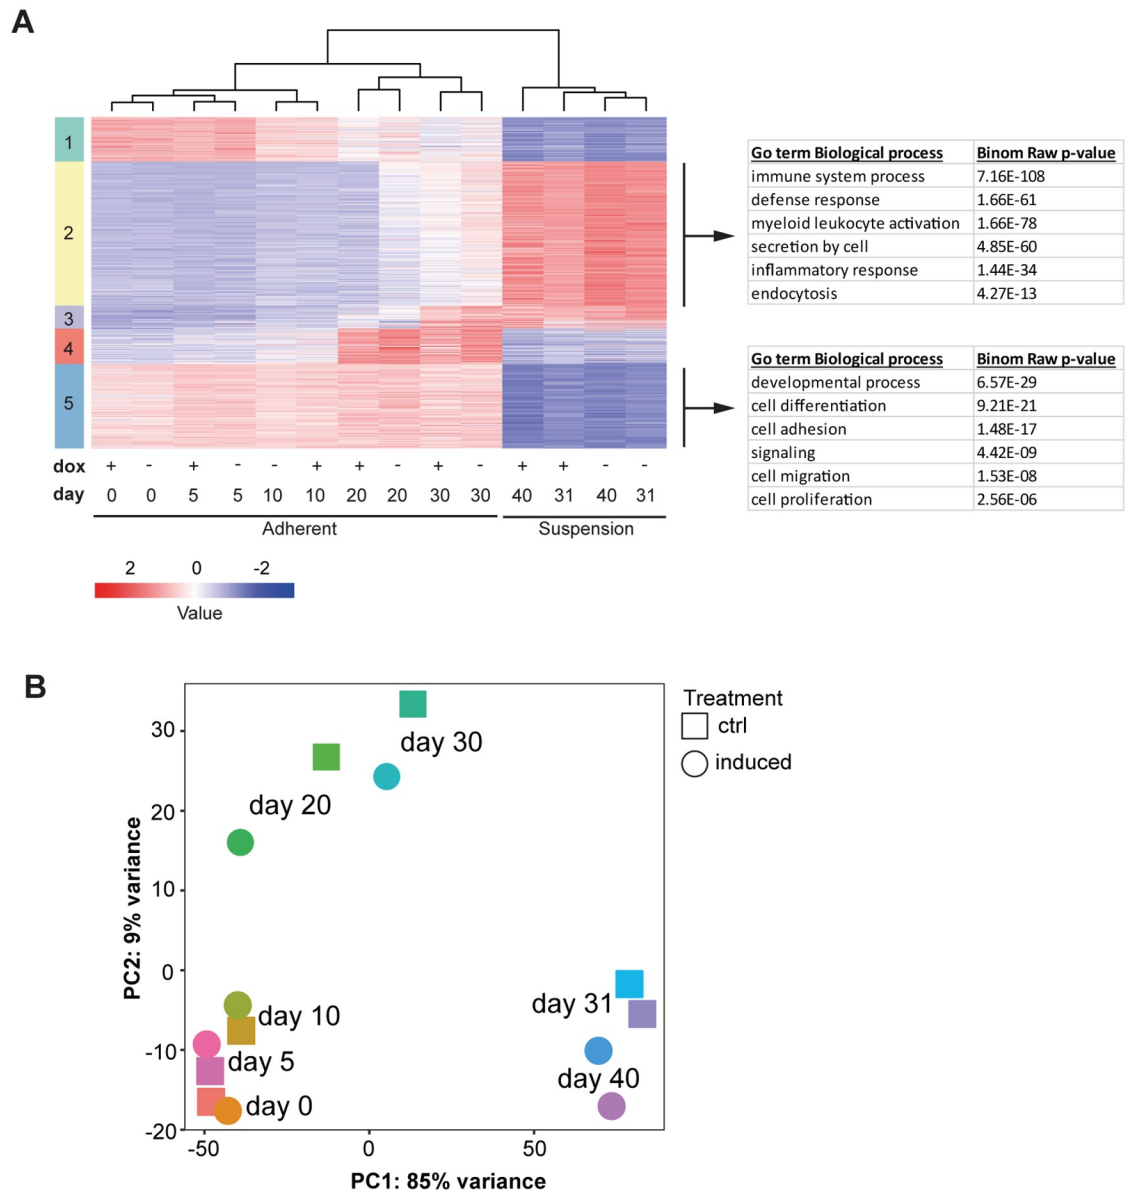 A
1
2
3
4
5
Go term Biological process Binom Raw p-value
immune system process 7.16E-108
defense response 1.66E-61
myeloid leukocyte activation 1.66E-78
secretion by cell 4.85E-60
inflammatory response 1.44E-34
endocytosis 4.27E-13
Go term Biological process Binom Raw p-value
developmental process 6.57E-29
cell differentiation 9.21E-21
cell adhesion 1.48E-17
signaling 4.42E-09
cell migration 1.53E-08
cell proliferation 2.56E-06
dox + - + - - + + - + - + + - -
day 0 0 5 5 10 10 20 20 30 30 40 31 40 31
Adherent Suspension
2 0 -2
Value
B
Treatment
ctrl
induced
PC2: 9% variance
30
20
10
0
-10
-20
day 30
day 20
day 10
day 31
day 5
day 40
day 0
-50 0 50
PC1: 85% variance